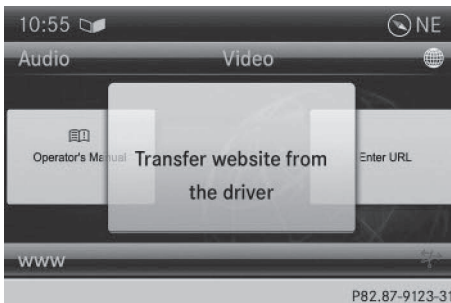 10:55 NE
Audio Video
Operator's Manual
Transfer website from
the driver
Enter URL
www
P82.87-9123-31